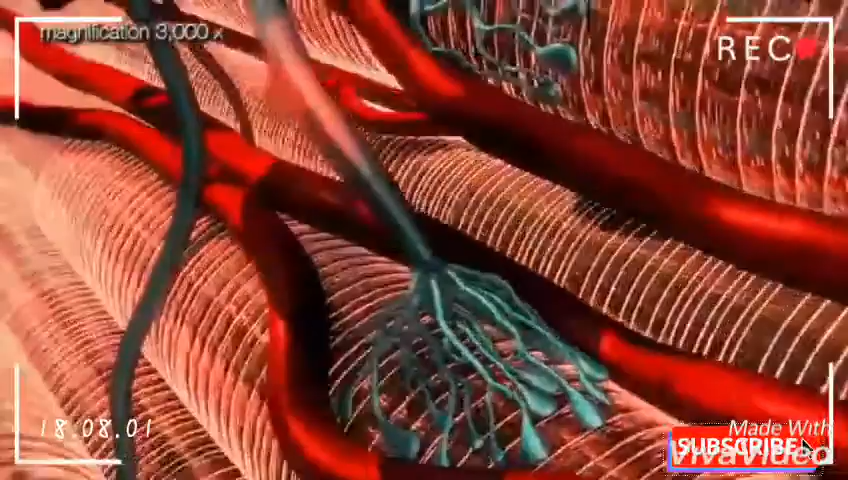 magnification 3,000 x
REC
18.08.01
Made With
SUBSCRIBE
VivaVideo